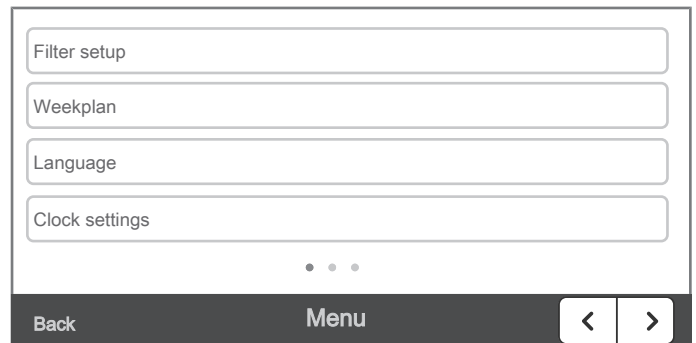 Filter setup
Weekplan
Language
Clock settings
Back Menu